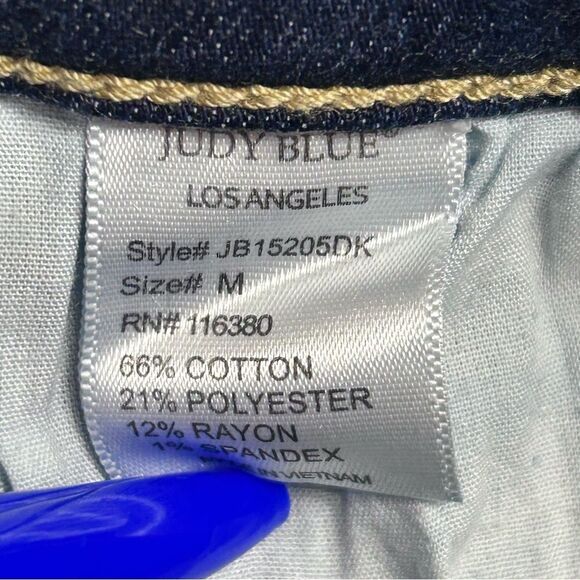 JUDY BLUE®
LOS ANGELES
Style# JB15205DK
Size# M
RN# 116380
66% COTTON
21% POLYESTER
12% RAYON
1% SPANDEX
MADE IN VIETNAM